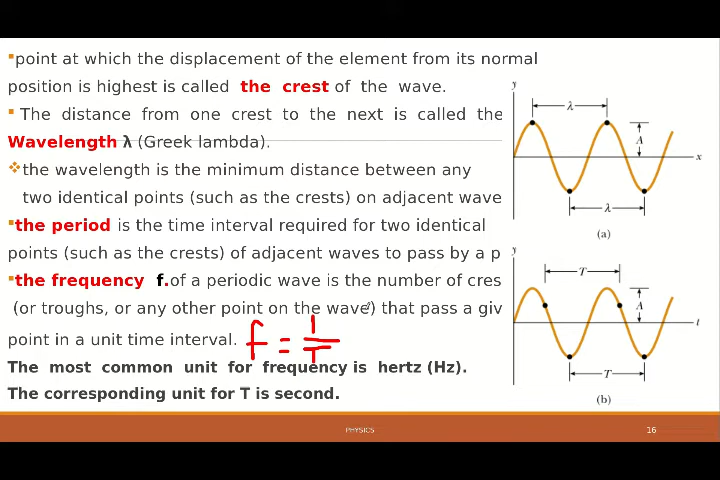 ▪point at which the displacement of the element from its normal
position is highest is called the crest of the wave.
▪ The distance from one crest to the next is called the
Wavelength λ (Greek lambda).
❖the wavelength is the minimum distance between any
two identical points (such as the crests) on adjacent wave
▪the period is the time interval required for two identical
points (such as the crests) of adjacent waves to pass by a p
▪the frequency f.of a periodic wave is the number of cres
(or troughs, or any other point on the wave) that pass a giv
point in a unit time interval. f = 1/T
The most common unit for frequency is hertz (Hz).
The corresponding unit for T is second.
y
λ
A
x
λ
(a)
y
T
A
t
T
(b)
PHYSICS
16